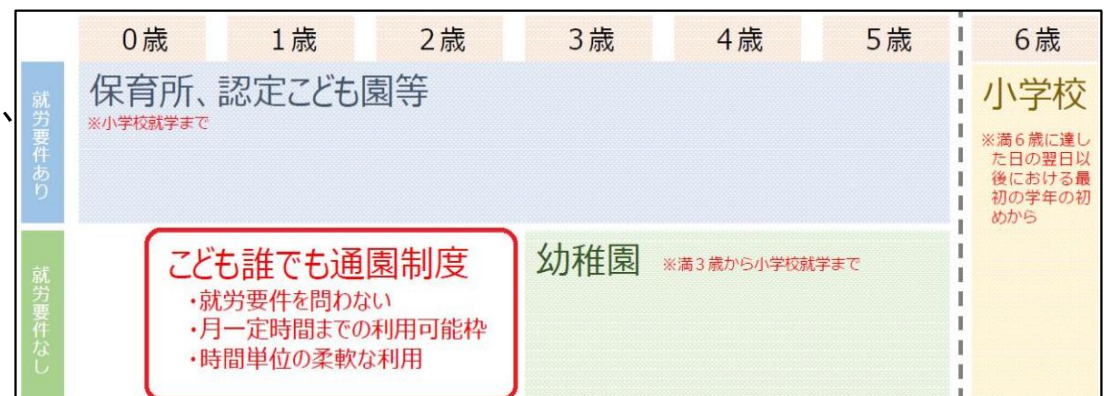 0歳 1歳 2歳 3歳 4歳 5歳 6歳
就労要件あり
保育所、認定こども園等
※小学校就学まで
小学校
※満6歳に達し
た日の翌日以
後における最
初の学年の初
めから
、
就労要件なし
こども誰でも通園制度
・就労要件を問わない
・月一定時間までの利用可能枠
・時間単位の柔軟な利用
幼稚園 ※満3歳から小学校就学まで